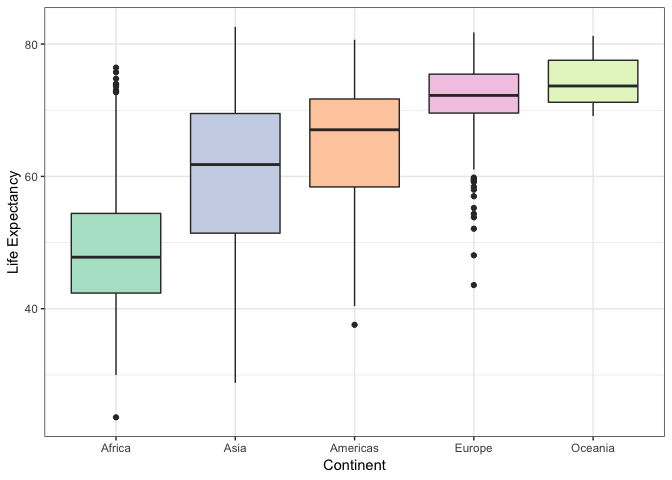 Life Expectancy
80
60
40
Africa
Asia
Americas
Europe
Oceania
Continent